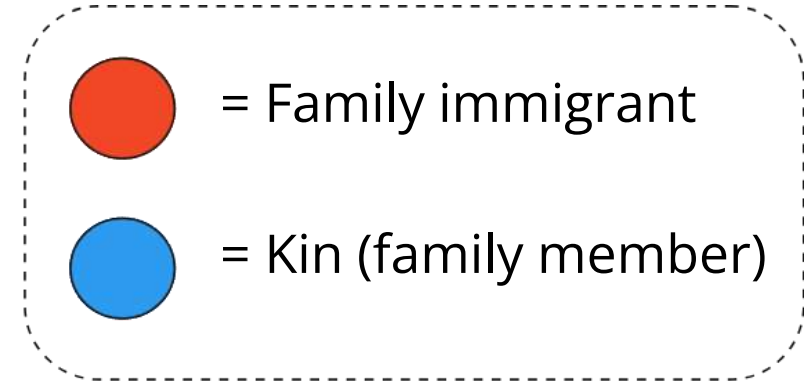 = Family immigrant
= Kin (family member)